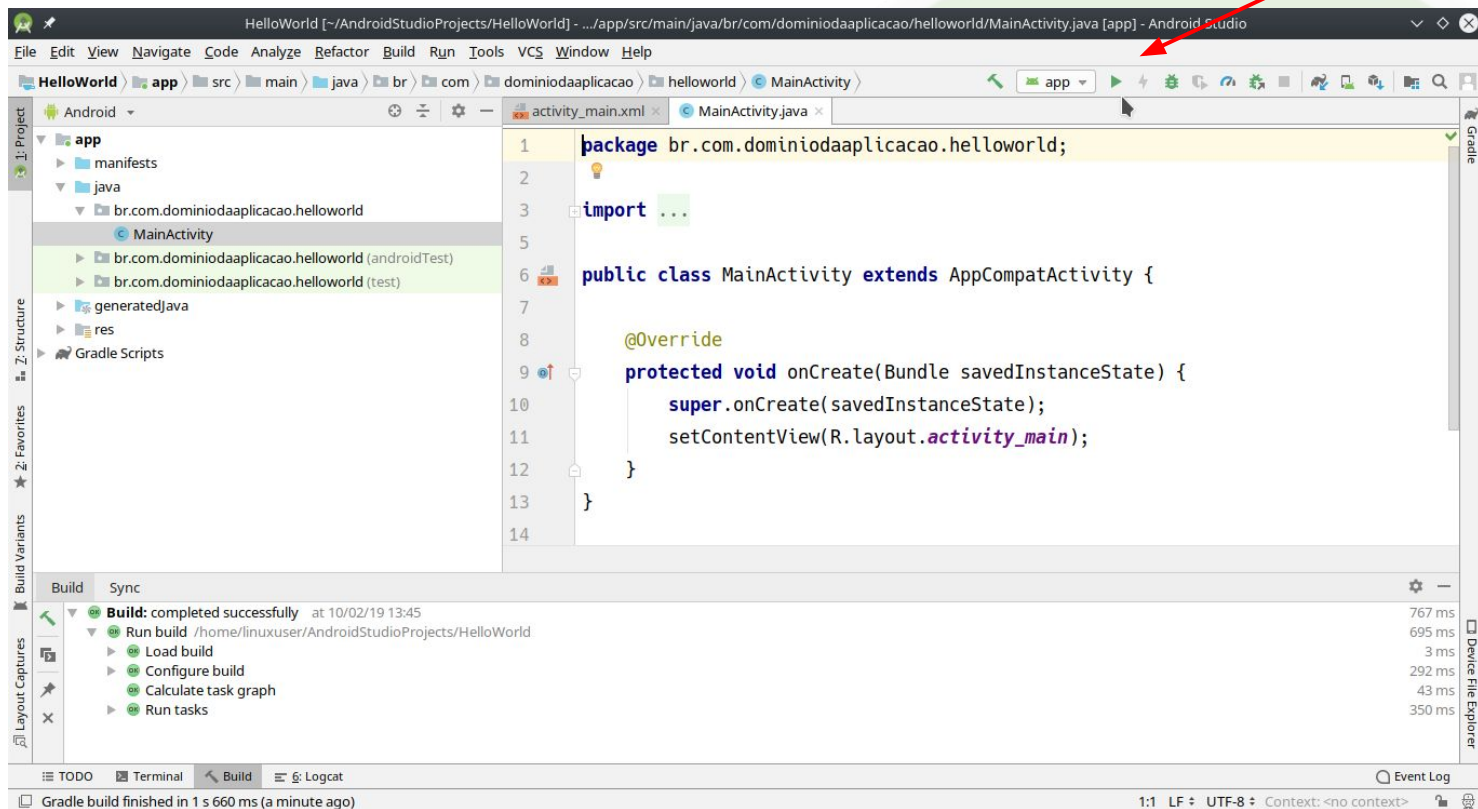 HelloWorld [~/AndroidStudioProjects/HelloWorld] - .../app/src/main/java/br/com/dominiodaaplicacao/helloworld/MainActivity.java [app] - Android Studio
File Edit View Navigate Code Analyze Refactor Build Run Tools VCS Window Help
HelloWorld app src main java br com dominiodaaplicacao helloworld MainActivity app
1: Project
Android
activity_main.xml MainActivity.java
Gradle
app
manifests
java
br.com.dominiodaaplicacao.helloworld
MainActivity
br.com.dominiodaaplicacao.helloworld (androidTest)
br.com.dominiodaaplicacao.helloworld (test)
generatedJava
res
Gradle Scripts
1 package br.com.dominiodaaplicacao.helloworld;
2
3 import ...
5
6 public class MainActivity extends AppCompatActivity {
7
8 @Override
9 protected void onCreate(Bundle savedInstanceState) {
10 super.onCreate(savedInstanceState);
11 setContentView(R.layout.activity_main);
12 }
13 }
14
Z: Structure
2: Favorites
Build Variants
Layout Captures
Build Sync
Build: completed successfully at 10/02/19 13:45 767 ms
Run build /home/linuxuser/AndroidStudioProjects/HelloWorld 695 ms
Load build 3 ms
Configure build 292 ms
Calculate task graph 43 ms
Run tasks 350 ms
Device File Explorer
TODO Terminal Build 6: Logcat Event Log
Gradle build finished in 1 s 660 ms (a minute ago) 1:1 LF UTF-8 Context: <no context>